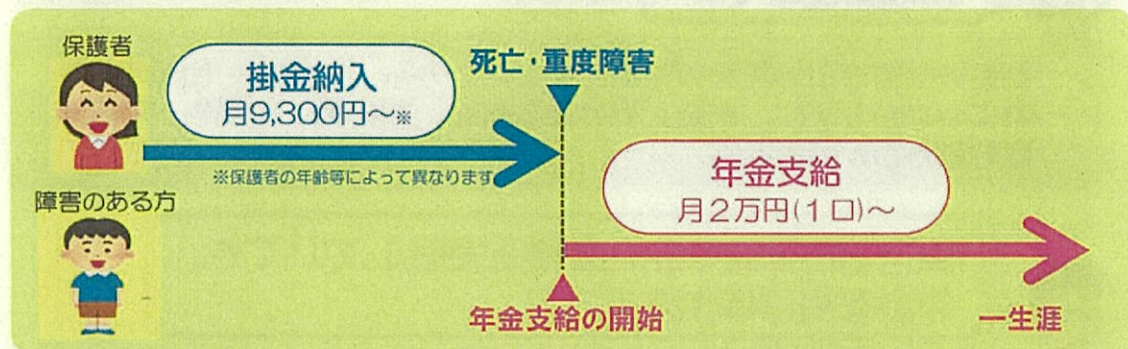 保護者
掛金納入
月9,300円～※
死亡・重度障害
※保護者の年齢等によって異なります
障害のある方
年金支給
月2万円(1口)～
年金支給の開始
一生涯